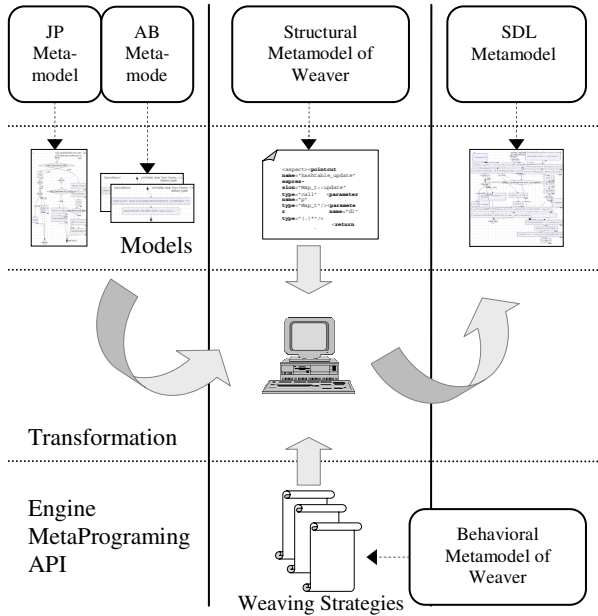 JP
Meta-
model
AB
Meta-
mode
Structural
Metamodel of
Weaver
SDL
Metamodel
<aspect><pointcut
name="hashtable_update"
expres-
sion="Map_t::update"
type="call" <parameter
name="p"
type="Map_t"/><paramete
r name="d1"
type="(.)**"/>
<return
Models
Transformation
Engine
MetaPrograming
API
Behavioral
Metamodel of
Weaver
Weaving Strategies